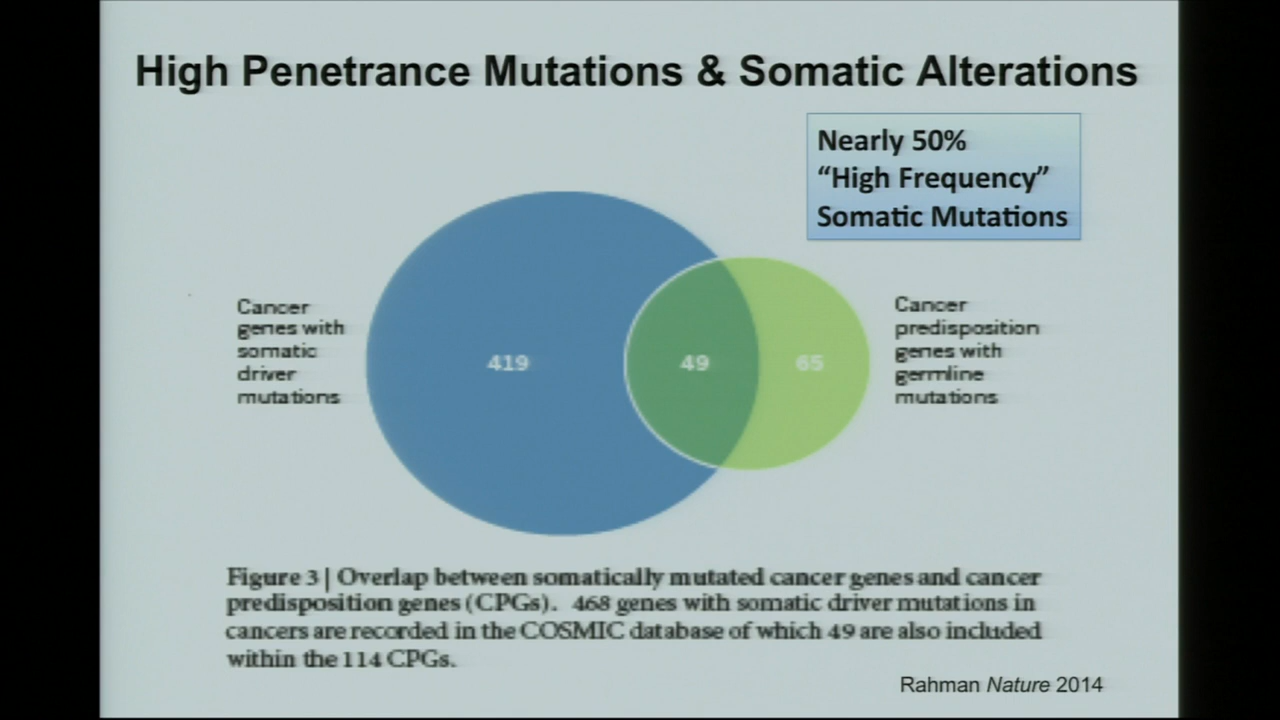 High Penetrance Mutations & Somatic Alterations
Nearly 50%
“High Frequency”
Somatic Mutations
Cancer
genes with
somatic
driver
mutations
419
49
65
Cancer
predisposition
genes with
germline
mutations
Figure 3 | Overlap between somatically mutated cancer genes and cancer
predisposition genes (CPGs). 468 genes with somatic driver mutations in
cancers are recorded in the COSMIC database of which 49 are also included
within the 114 CPGs.
Rahman Nature 2014